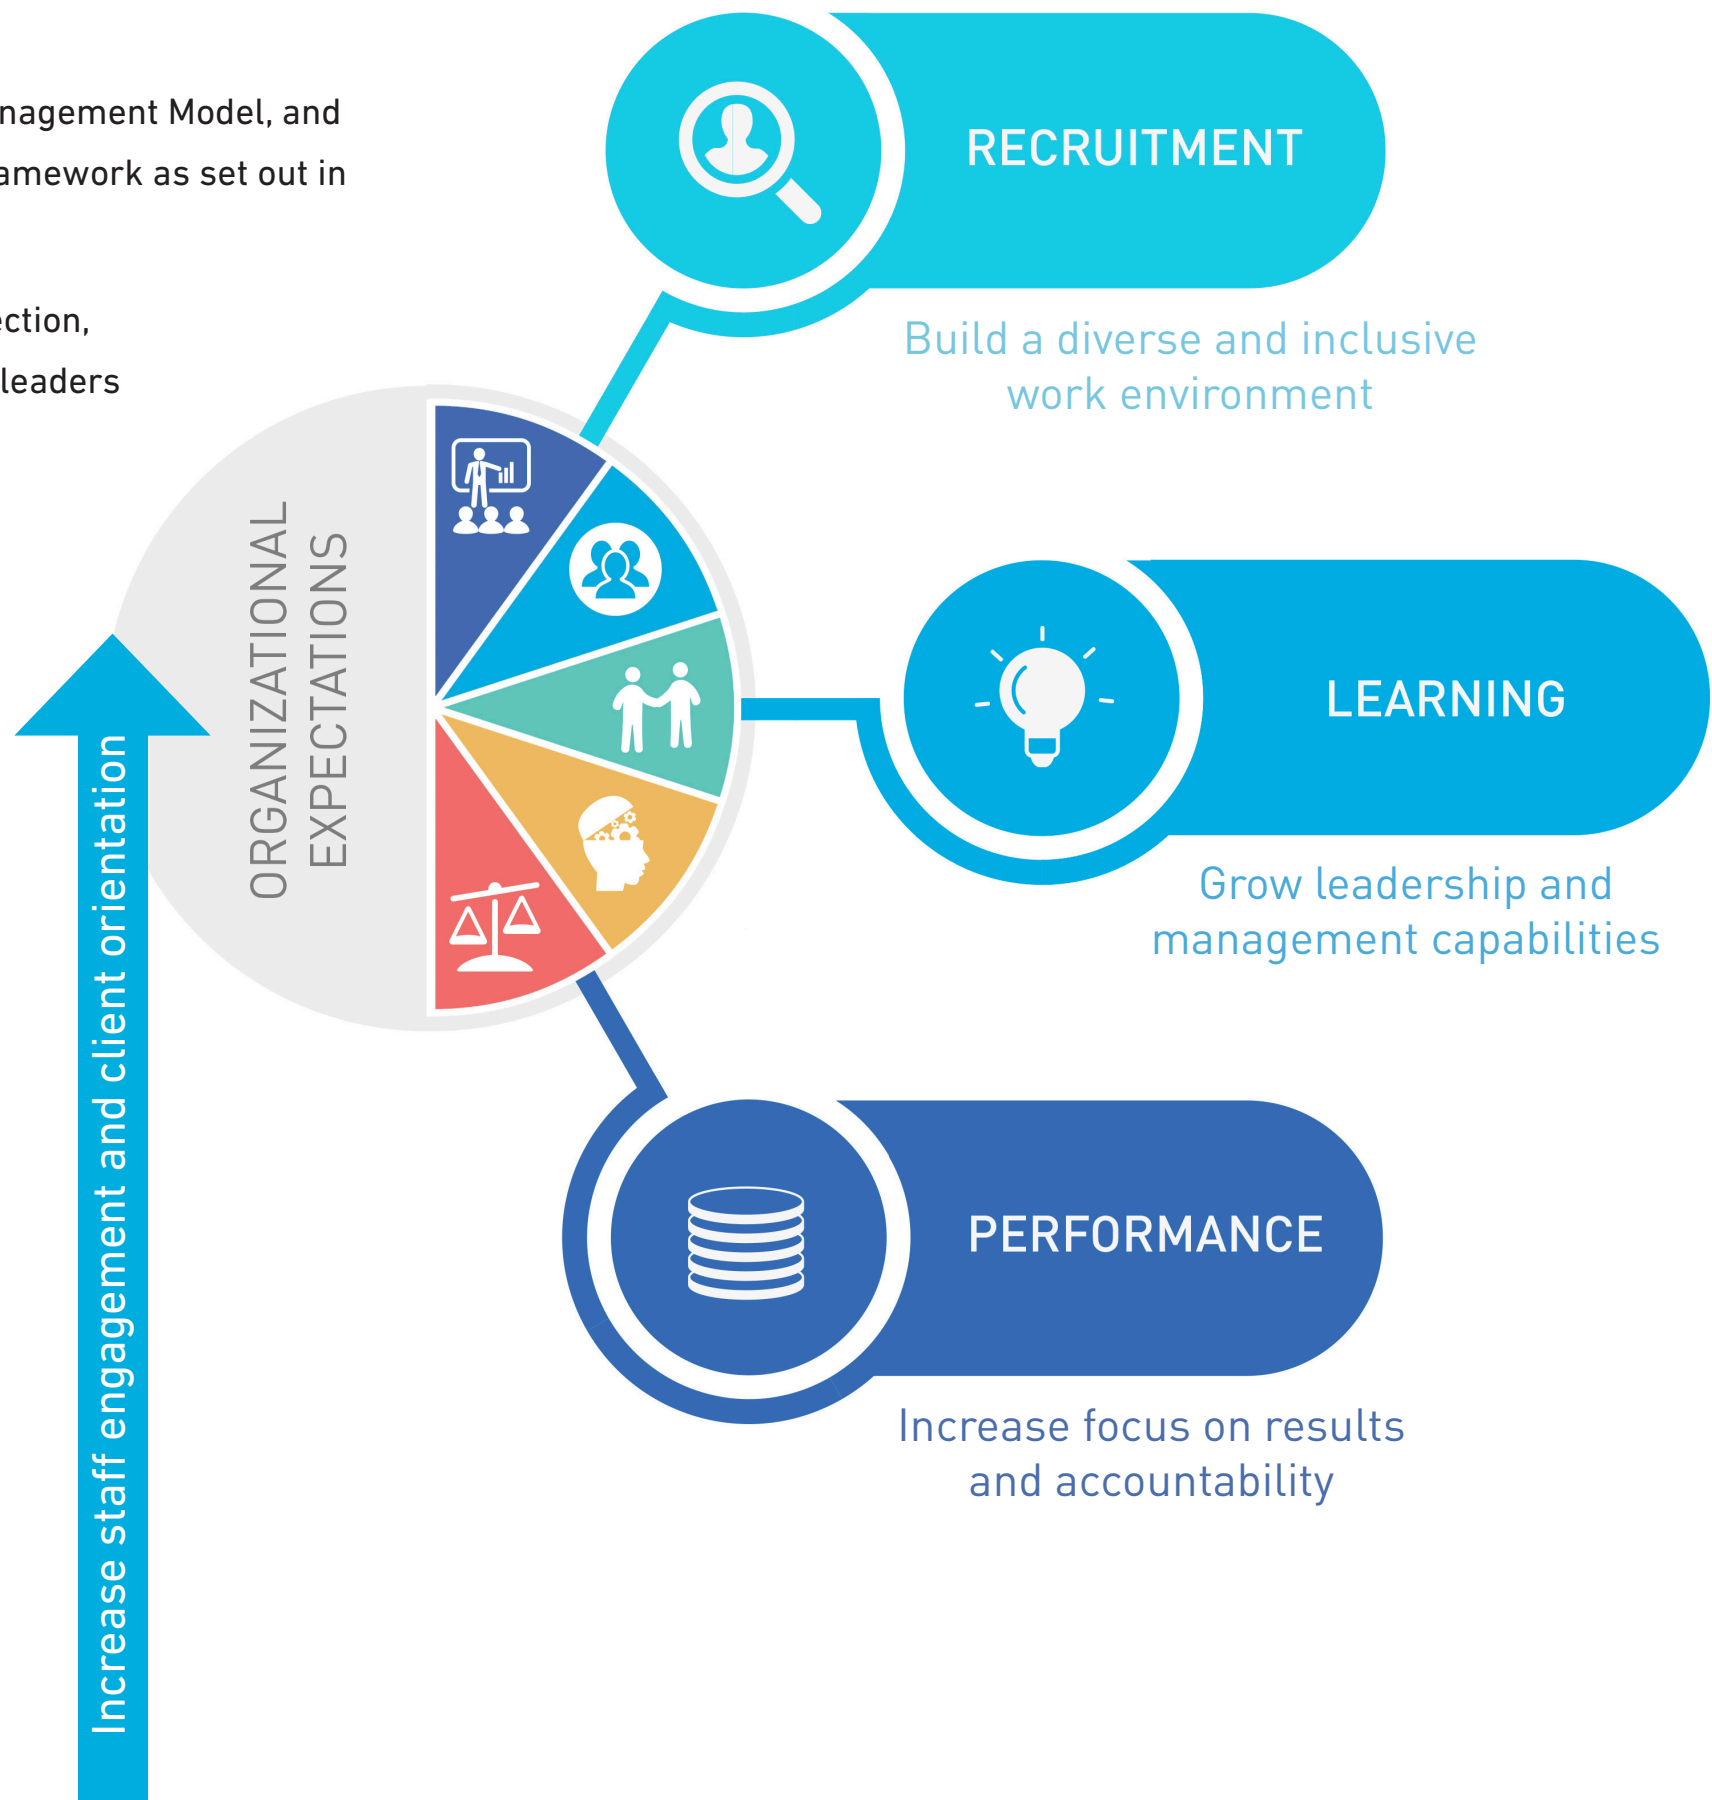 nagement Model, and
amework as set out in
ection,
leaders
RECRUITMENT
Build a diverse and inclusive
work environment
ORGANIZATIONAL
EXPECTATIONS
LEARNING
Grow leadership and
management capabilities
PERFORMANCE
Increase focus on results
and accountability
Increase staff engagement and client orientation